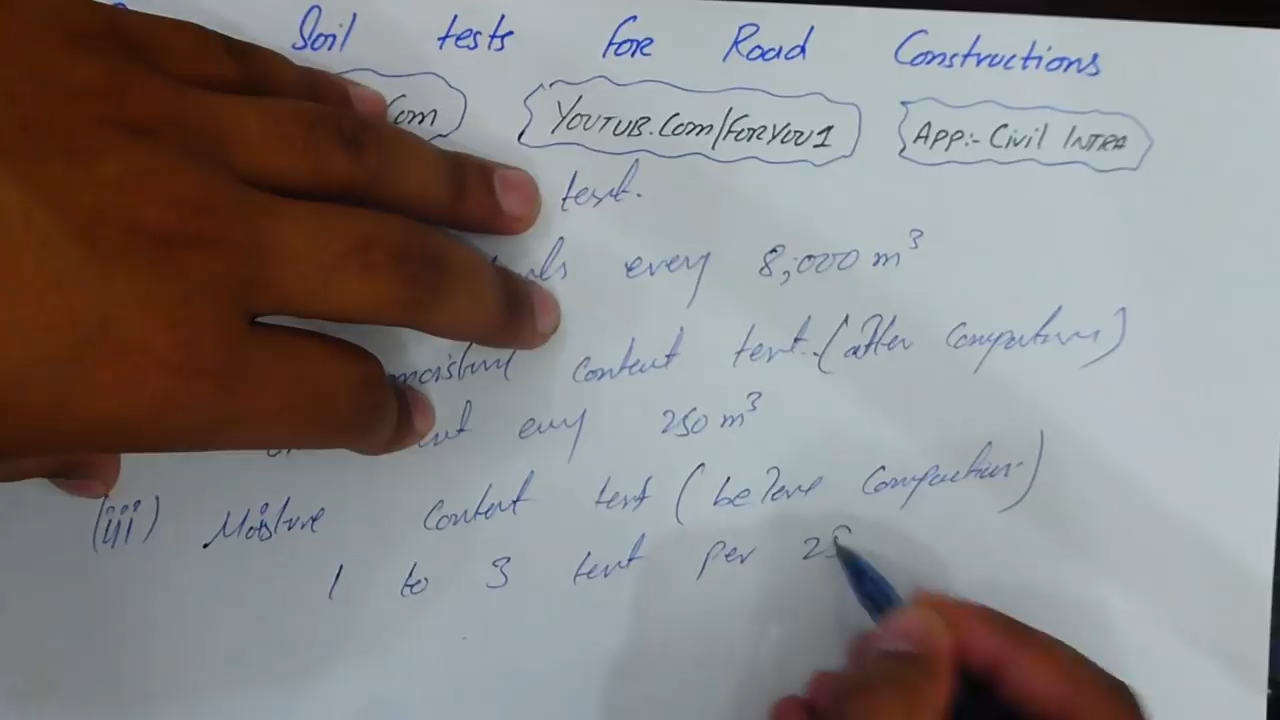 Soil tests for Road Constructions
Com YOUTUB.Com/FORYOU1 APP:- Civil INTRA
test.
every 8,000 m³
content test. (after compaction)
every 250 m³
(iii) Moisture content test (before compaction)
1 to 3 test per 25